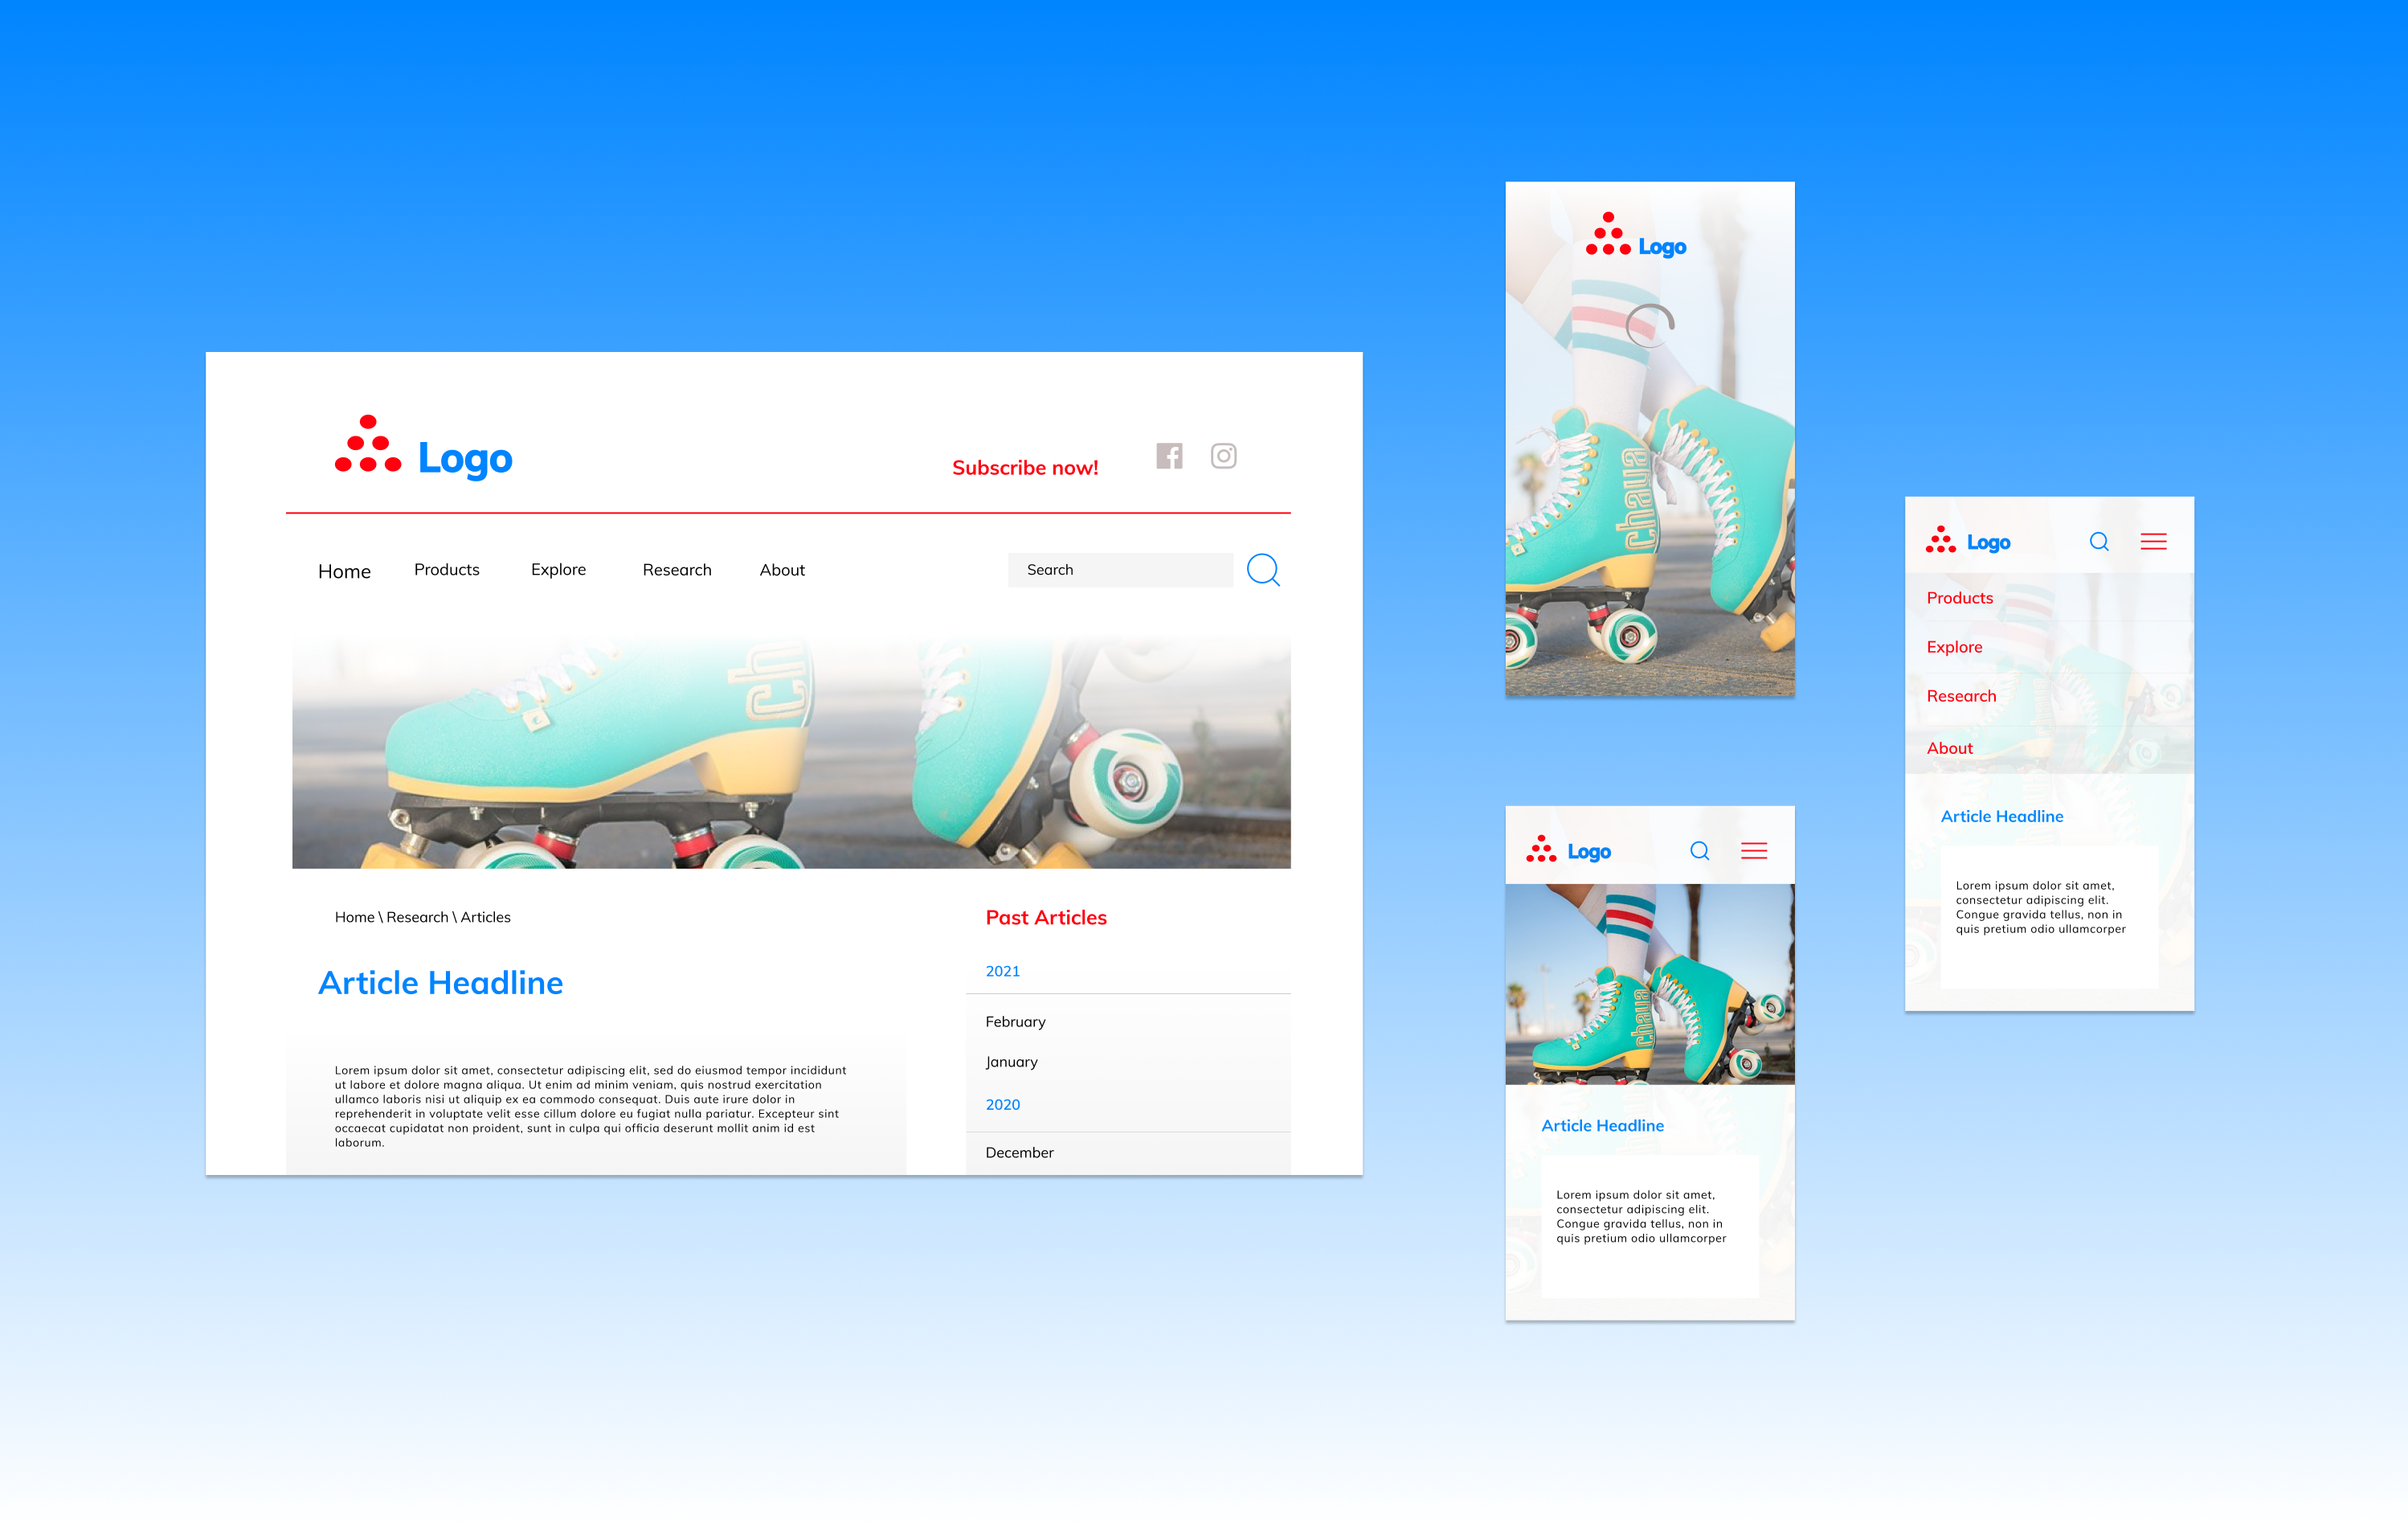 Logo
Subscribe now!
Home Products Explore Research About Search
ch
Home \ Research \ Articles
Article Headline
Lorem ipsum dolor sit amet, consectetur adipiscing elit, sed do eiusmod tempor incididunt
ut labore et dolore magna aliqua. Ut enim ad minim veniam, quis nostrud exercitation
ullamco laboris nisi ut aliquip ex ea commodo consequat. Duis aute irure dolor in
reprehenderit in voluptate velit esse cillum dolore eu fugiat nulla pariatur. Excepteur sint
occaecat cupidatat non proident, sunt in culpa qui officia deserunt mollit anim id est
laborum.
Past Articles
2021
February
January
2020
December
Logo
chaya
Logo
chaya
Article Headline
Lorem ipsum dolor sit amet,
consectetur adipiscing elit.
Congue gravida tellus, non in
quis pretium odio ullamcorper
Logo
Products
Explore
Research
About
Article Headline
Lorem ipsum dolor sit amet,
consectetur adipiscing elit.
Congue gravida tellus, non in
quis pretium odio ullamcorper